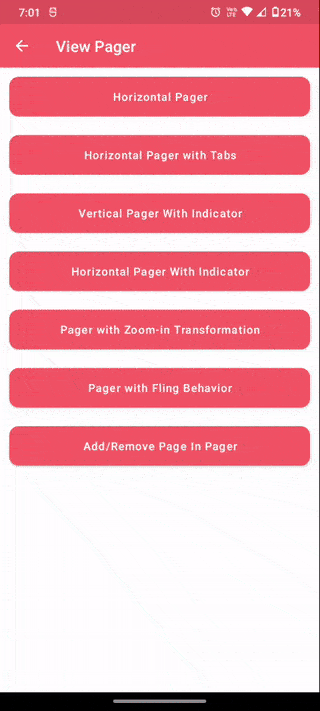 7:01 21%
View Pager
Horizontal Pager
Horizontal Pager with Tabs
Vertical Pager With Indicator
Horizontal Pager With Indicator
Pager with Zoom-in Transformation
Pager with Fling Behavior
Add/Remove Page In Pager